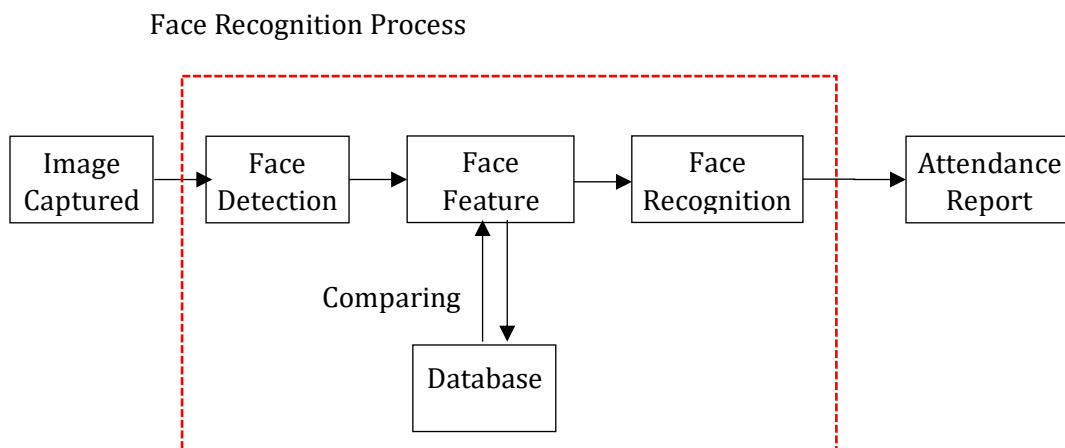 Face Recognition Process
Image
Captured
Face
Detection
Face
Feature
Face
Recognition
Attendance
Report
Comparing
Database